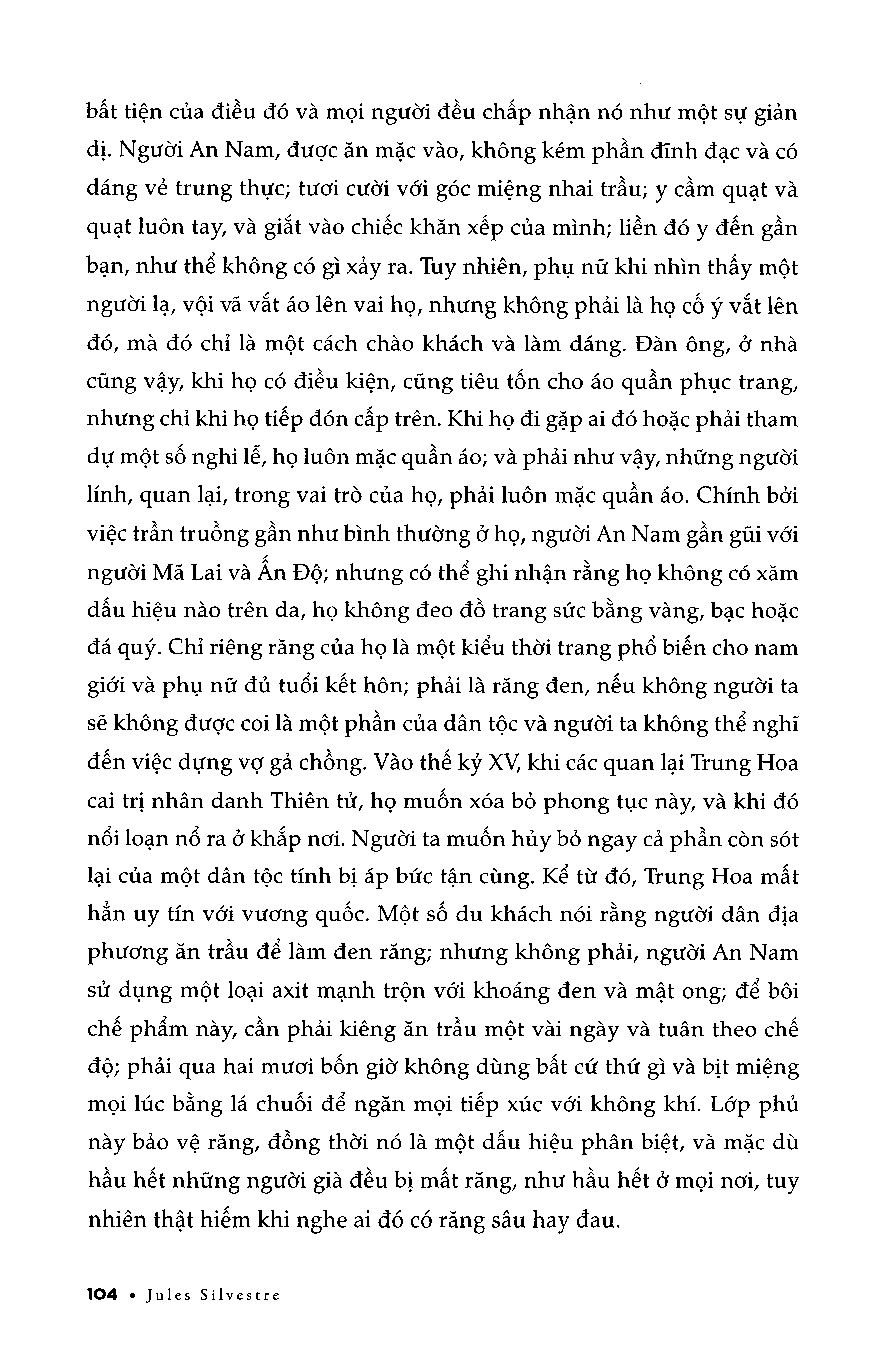 bất tiện của điều đó và mọi người đều chấp nhận nó như một sự giản
dị. Người An Nam, được ăn mặc vào, không kém phần đĩnh đạc và có
dáng vẻ trung thực; tươi cười với góc miệng nhai trầu; y cầm quạt và
quạt luôn tay, và giắt vào chiếc khăn xếp của mình; liền đó y đến gần
bạn, như thể không có gì xảy ra. Tuy nhiên, phụ nữ khi nhìn thấy một
người lạ, vội vã vắt áo lên vai họ, nhưng không phải là họ cố ý vắt lên
đó, mà đó chỉ là một cách chào khách và làm dáng. Đàn ông, ở nhà
cũng vậy, khi họ có điều kiện, cũng tiêu tốn cho áo quần phục trang,
nhưng chỉ khi họ tiếp đón cấp trên. Khi họ đi gặp ai đó hoặc phải tham
dự một số nghi lễ, họ luôn mặc quần áo; và phải như vậy, những người
lính, quan lại, trong vai trò của họ, phải luôn mặc quần áo. Chính bởi
việc trần truồng gần như bình thường ở họ, người An Nam gần gũi với
người Mã Lai và Ấn Độ; nhưng có thể ghi nhận rằng họ không có xăm
dấu hiệu nào trên da, họ không đeo đồ trang sức bằng vàng, bạc hoặc
đá quý. Chỉ riêng răng của họ là một kiểu thời trang phổ biến cho nam
giới và phụ nữ đủ tuổi kết hôn; phải là răng đen, nếu không người ta
sẽ không được coi là một phần của dân tộc và người ta không thể nghĩ
đến việc dựng vợ gả chồng. Vào thế kỷ XV, khi các quan lại Trung Hoa
cai trị nhân danh Thiên tử, họ muốn xóa bỏ phong tục này, và khi đó
nổi loạn nổ ra ở khắp nơi. Người ta muốn hủy bỏ ngay cả phần còn sót
lại của một dân tộc tính bị áp bức tận cùng. Kể từ đó, Trung Hoa mất
hẳn uy tín với vương quốc. Một số du khách nói rằng người dân địa
phương ăn trầu để làm đen răng; nhưng không phải, người An Nam
sử dụng một loại axit mạnh trộn với khoáng đen và mật ong; để bôi
chế phẩm này, cần phải kiêng ăn trầu một vài ngày và tuân theo chế
độ; phải qua hai mươi bốn giờ không dùng bất cứ thứ gì và bịt miệng
mọi lúc bằng lá chuối để ngăn mọi tiếp xúc với không khí. Lớp phủ
này bảo vệ răng, đồng thời nó là một dấu hiệu phân biệt, và mặc dù
hầu hết những người già đều bị mất răng, như hầu hết ở mọi nơi, tuy
nhiên thật hiếm khi nghe ai đó có răng sâu hay đau.
104 • Jules Silvestre